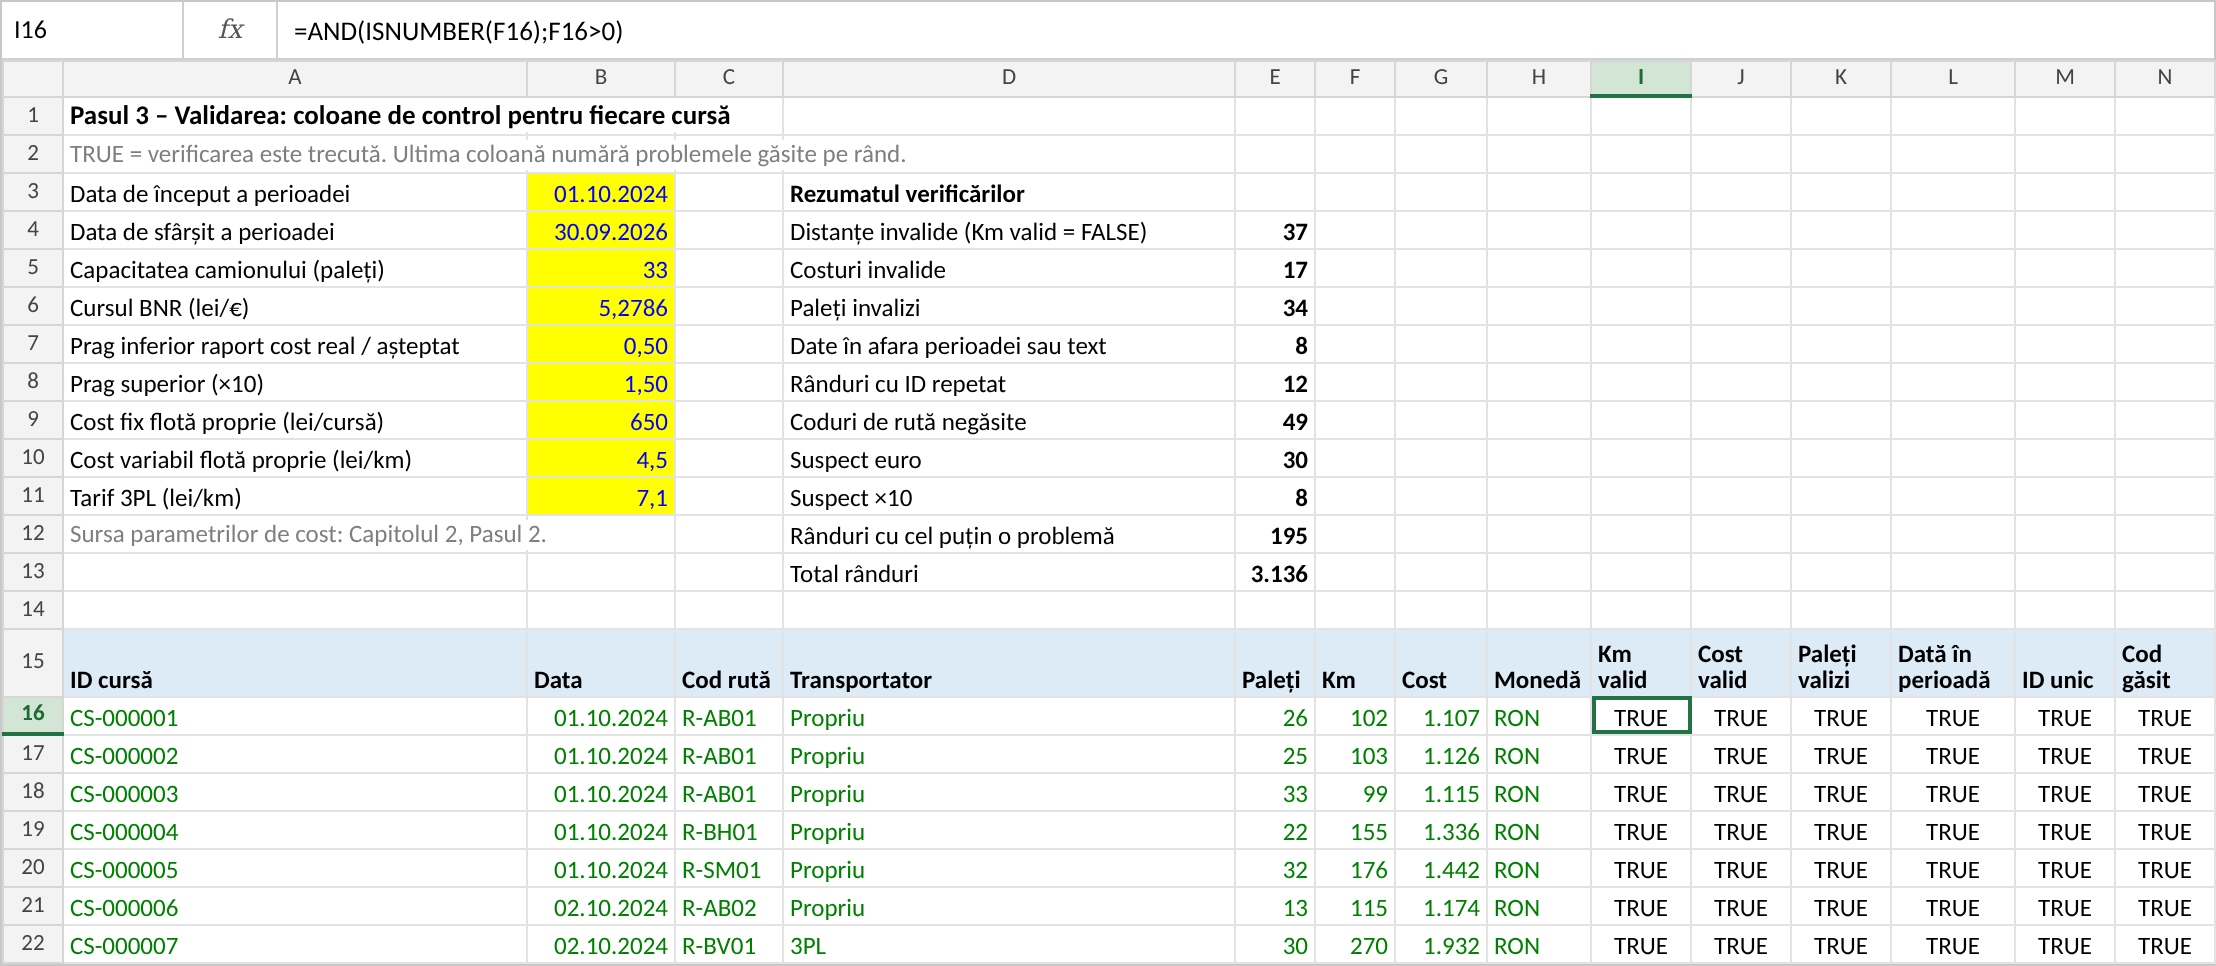 I16 fx =AND(ISNUMBER(F16);F16>0)
A B C D E F G H I J K L M N
1 Pasul 3 – Validarea: coloane de control pentru fiecare cursă
2 TRUE = verificarea este trecută. Ultima coloană numără problemele găsite pe rând.
3 Data de început a perioadei 01.10.2024 Rezumatul verificărilor
4 Data de sfârșit a perioadei 30.09.2026 Distanțe invalide (Km valid = FALSE) 37
5 Capacitatea camionului (paleți) 33 Costuri invalide 17
6 Cursul BNR (lei/€) 5,2786 Paleți invalizi 34
7 Prag inferior raport cost real / așteptat 0,50 Date în afara perioadei sau text 8
8 Prag superior (×10) 1,50 Rânduri cu ID repetat 12
9 Cost fix flotă proprie (lei/cursă) 650 Coduri de rută negăsite 49
10 Cost variabil flotă proprie (lei/km) 4,5 Suspect euro 30
11 Tarif 3PL (lei/km) 7,1 Suspect ×10 8
12 Sursa parametrilor de cost: Capitolul 2, Pasul 2. Rânduri cu cel puțin o problemă 195
13 Total rânduri 3.136
14
15 ID cursă Data Cod rută Transportator Paleți Km Cost Monedă Km valid Cost valid Paleți valizi Dată în perioadă ID unic Cod găsit
16 CS-000001 01.10.2024 R-AB01 Propriu 26 102 1.107 RON TRUE TRUE TRUE TRUE TRUE TRUE
17 CS-000002 01.10.2024 R-AB01 Propriu 25 103 1.126 RON TRUE TRUE TRUE TRUE TRUE TRUE
18 CS-000003 01.10.2024 R-AB01 Propriu 33 99 1.115 RON TRUE TRUE TRUE TRUE TRUE TRUE
19 CS-000004 01.10.2024 R-BH01 Propriu 22 155 1.336 RON TRUE TRUE TRUE TRUE TRUE TRUE
20 CS-000005 01.10.2024 R-SM01 Propriu 32 176 1.442 RON TRUE TRUE TRUE TRUE TRUE TRUE
21 CS-000006 02.10.2024 R-AB02 Propriu 13 115 1.174 RON TRUE TRUE TRUE TRUE TRUE TRUE
22 CS-000007 02.10.2024 R-BV01 3PL 30 270 1.932 RON TRUE TRUE TRUE TRUE TRUE TRUE